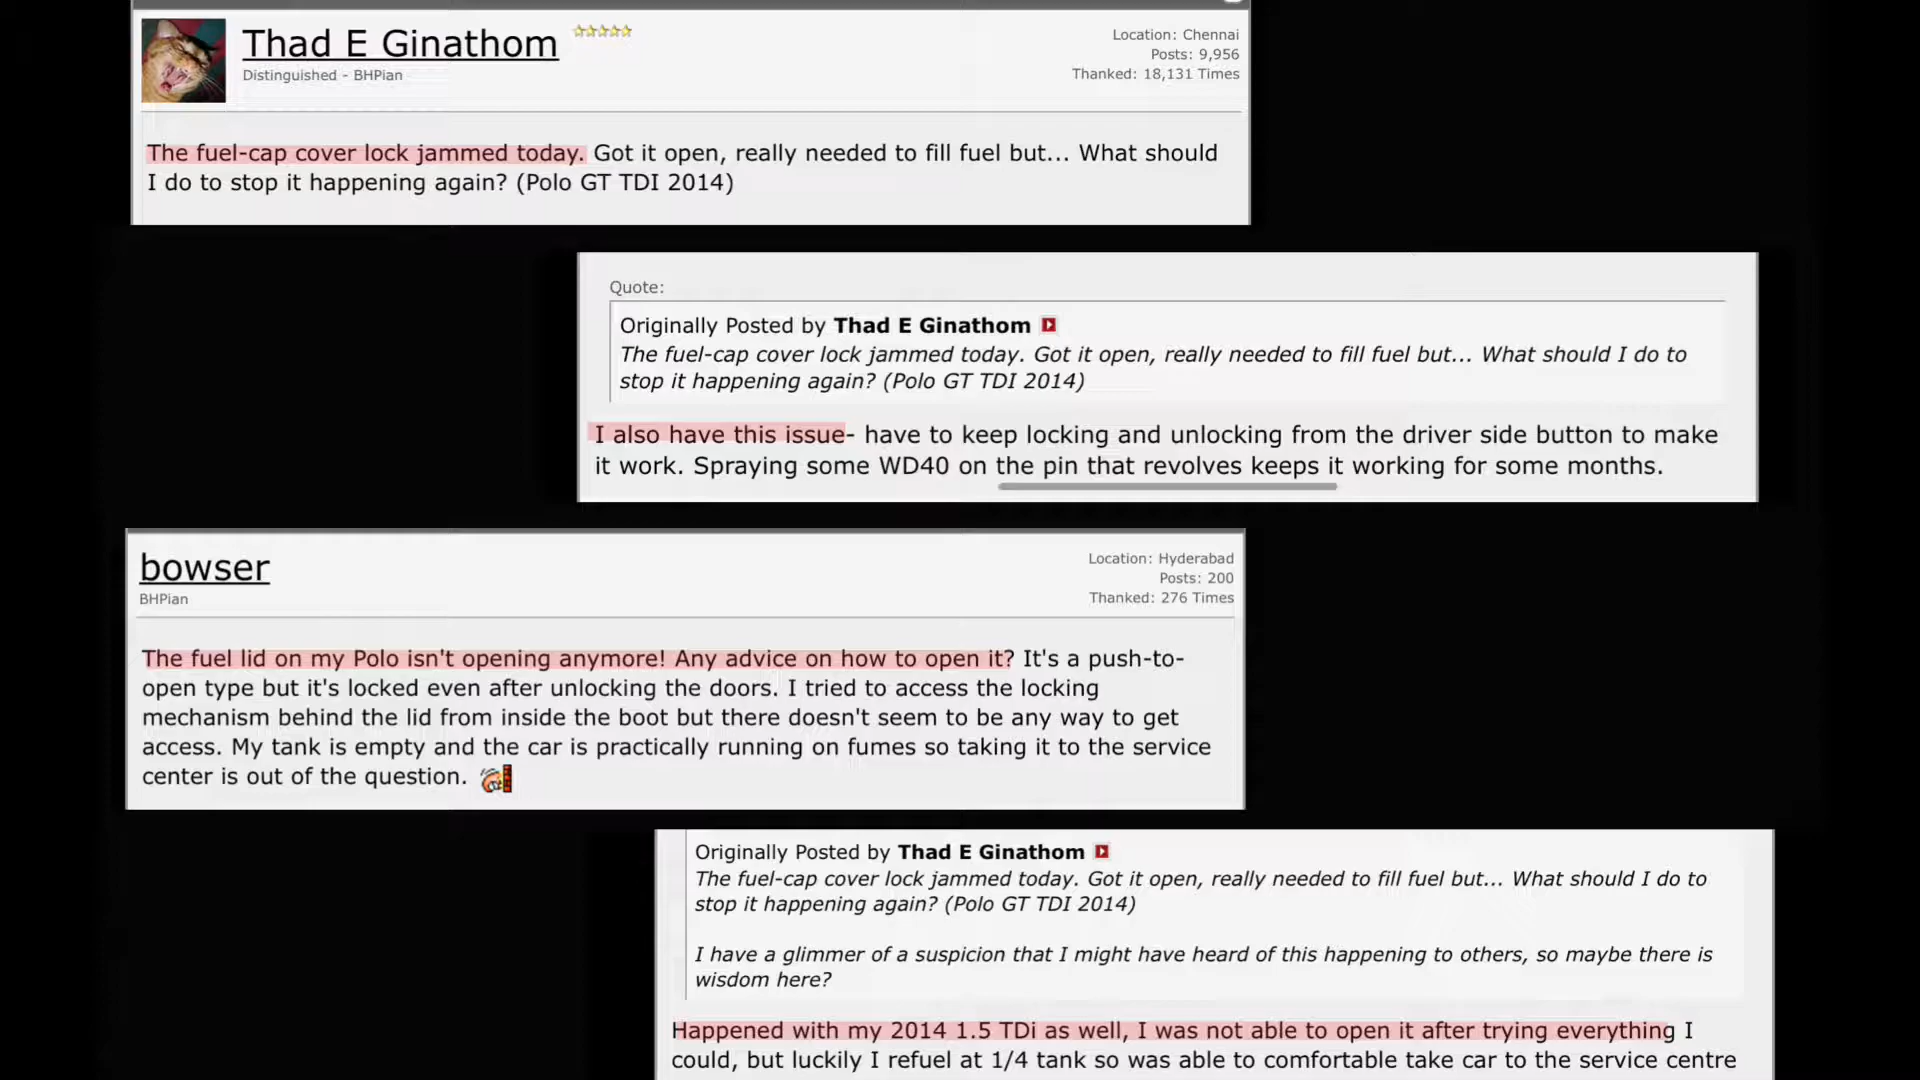 Thad E Ginathom
Distinguished - BHPian
Location: Chennai
Posts: 9,956
Thanked: 18,131 Times
The fuel-cap cover lock jammed today. Got it open, really needed to fill fuel but... What should
I do to stop it happening again? (Polo GT TDI 2014)
Quote:
Originally Posted by Thad E Ginathom
The fuel-cap cover lock jammed today. Got it open, really needed to fill fuel but... What should I do to
stop it happening again? (Polo GT TDI 2014)
I also have this issue- have to keep locking and unlocking from the driver side button to make
it work. Spraying some WD40 on the pin that revolves keeps it working for some months.
bowser
BHPian
Location: Hyderabad
Posts: 200
Thanked: 276 Times
The fuel lid on my Polo isn't opening anymore! Any advice on how to open it? It's a push-to-
open type but it's locked even after unlocking the doors. I tried to access the locking
mechanism behind the lid from inside the boot but there doesn't seem to be any way to get
access. My tank is empty and the car is practically running on fumes so taking it to the service
center is out of the question.
Originally Posted by Thad E Ginathom
The fuel-cap cover lock jammed today. Got it open, really needed to fill fuel but... What should I do to
stop it happening again? (Polo GT TDI 2014)
I have a glimmer of a suspicion that I might have heard of this happening to others, so maybe there is
wisdom here?
Happened with my 2014 1.5 TDi as well, I was not able to open it after trying everything I
could, but luckily I refuel at 1/4 tank so was able to comfortable take car to the service centre